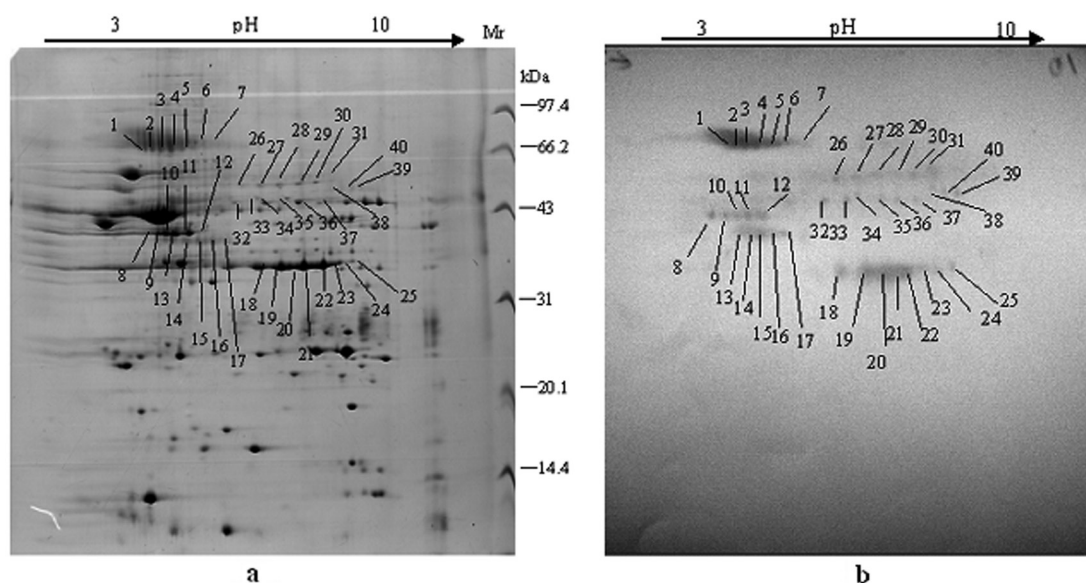 3 pH 10 Mr
kDa
97.4
66.2
43
31
20.1
14.4
1 2 3 4 5 6 7
26 27 28 29 30 31
40 39
10 11 12
33 34 35 36 37 38
32
8 9 13 14 15 16 17
18 19 20 21 22 23 24 25
a
3 pH 10
1 2 3 4 5 6 7
26 27 28 29 30 31
40 39
10 11 12
32 33 34 35 36 37 38
8 9 13 14 15 16 17
18 19 20 21 22 23 24 25
b